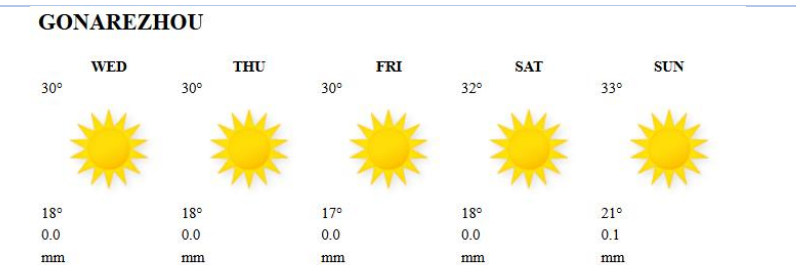 GONAREZHOU
WED THU FRI SAT SUN
30° 30° 30° 32° 33°
18° 18° 17° 18° 21°
0.0 0.0 0.0 0.0 0.1
mm mm mm mm mm